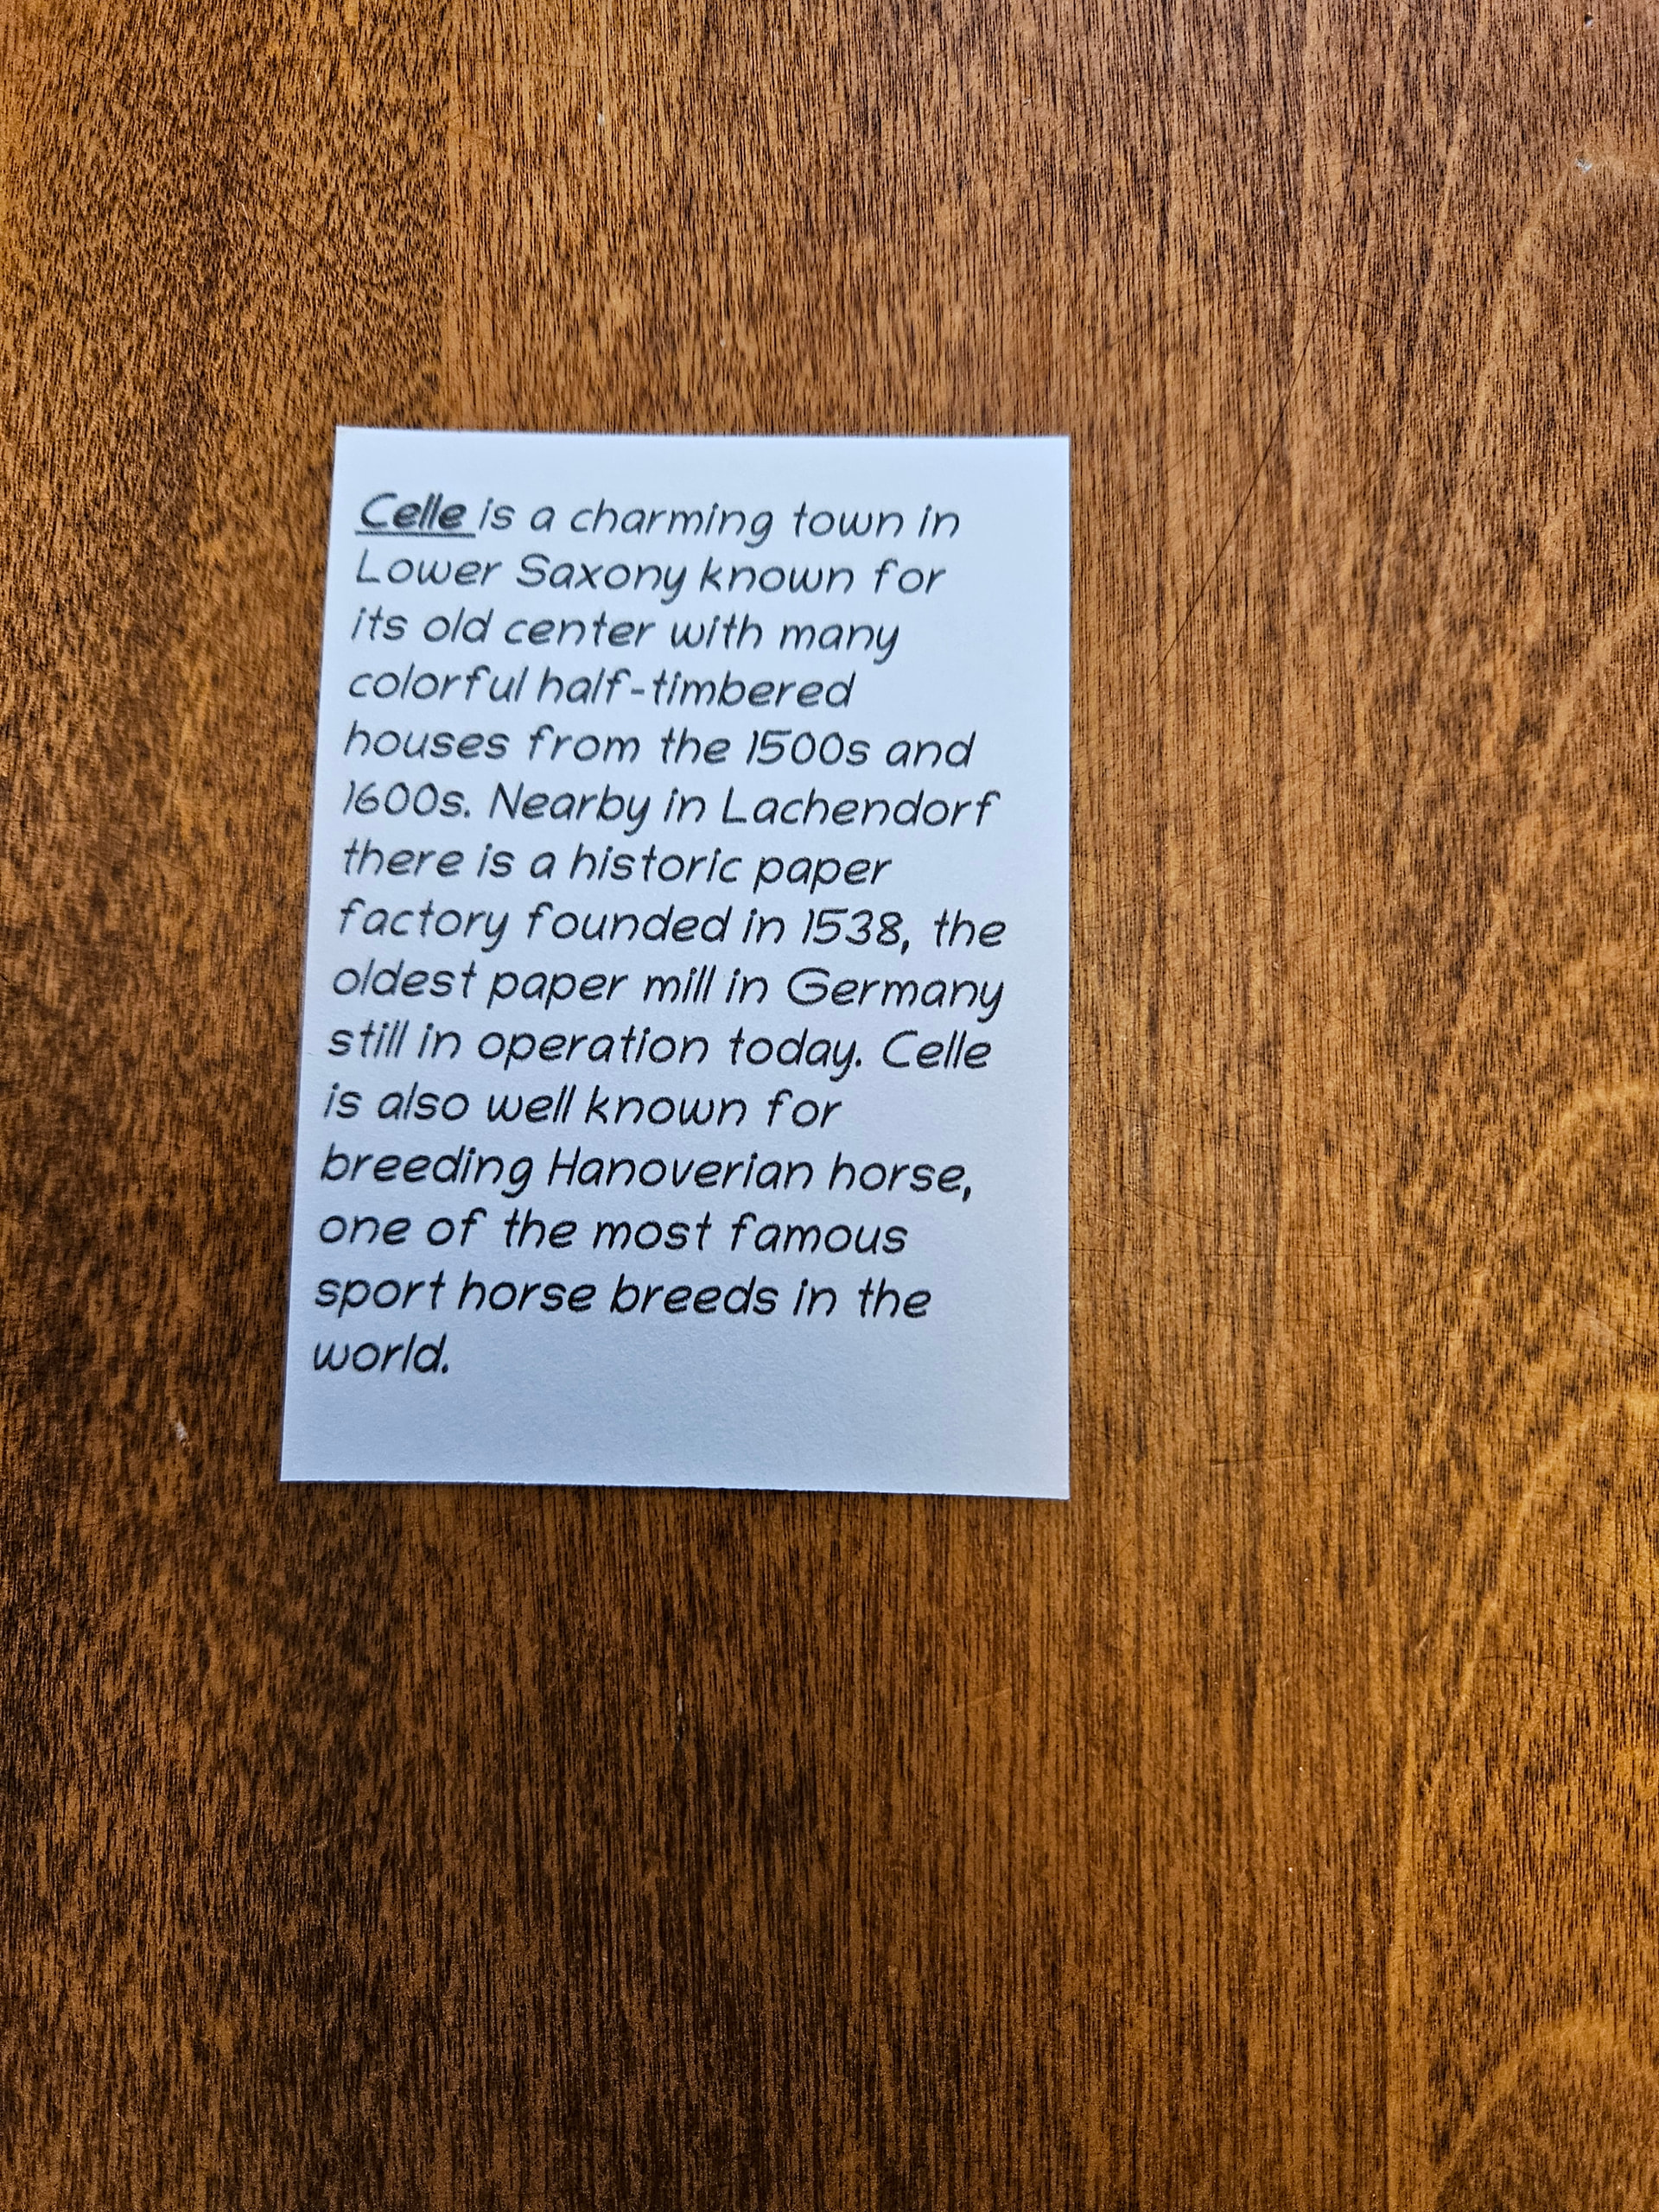 Celle is a charming town in
Lower Saxony known for
its old center with many
colorful half-timbered
houses from the 1500s and
1600s. Nearby in Lachendorf
there is a historic paper
factory founded in 1538, the
oldest paper mill in Germany
still in operation today. Celle
is also well known for
breeding Hanoverian horse,
one of the most famous
sport horse breeds in the
world.